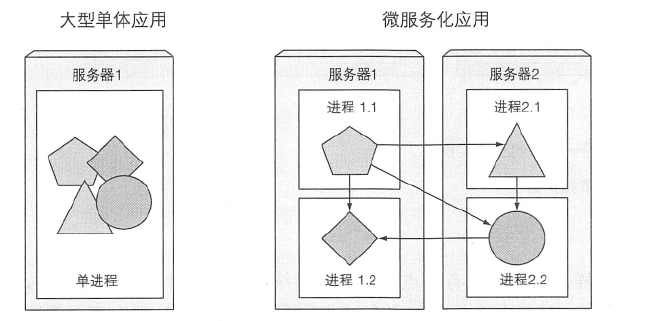 大型单体应用
微服务化应用
服务器1
单进程
服务器1
进程 1.1
进程 1.2
服务器2
进程2.1
进程2.2